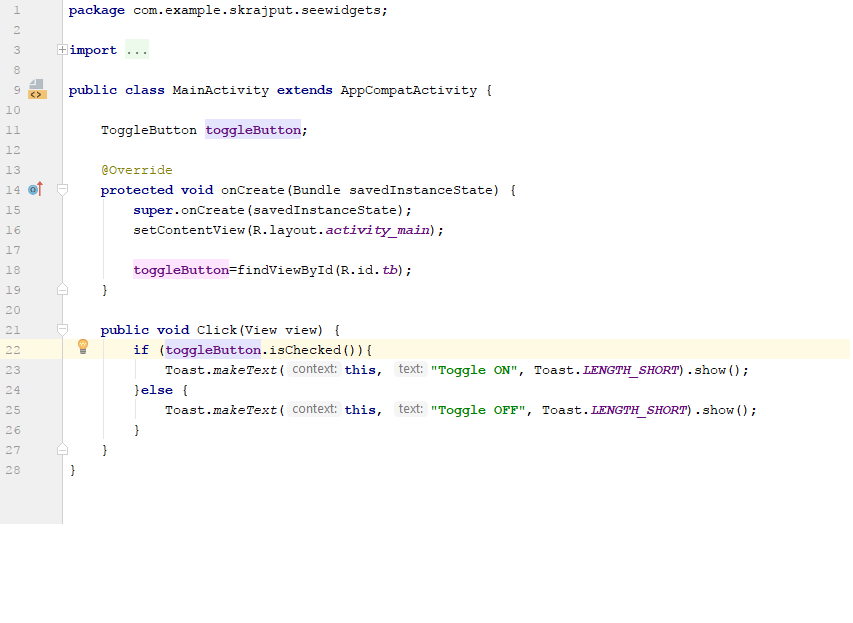 1 package com.example.skrajput.seewidgets;
2
3 import ...
8
9 public class MainActivity extends AppCompatActivity {
10
11 ToggleButton toggleButton;
12
13 @Override
14 protected void onCreate(Bundle savedInstanceState) {
15 super.onCreate(savedInstanceState);
16 setContentView(R.layout.activity_main);
17
18 toggleButton=findViewById(R.id.tb);
19 }
20
21 public void Click(View view) {
22 if (toggleButton.isChecked()){
23 Toast.makeText( context: this, text: "Toggle ON", Toast.LENGTH_SHORT).show();
24 }else {
25 Toast.makeText( context: this, text: "Toggle OFF", Toast.LENGTH_SHORT).show();
26 }
27 }
28 }